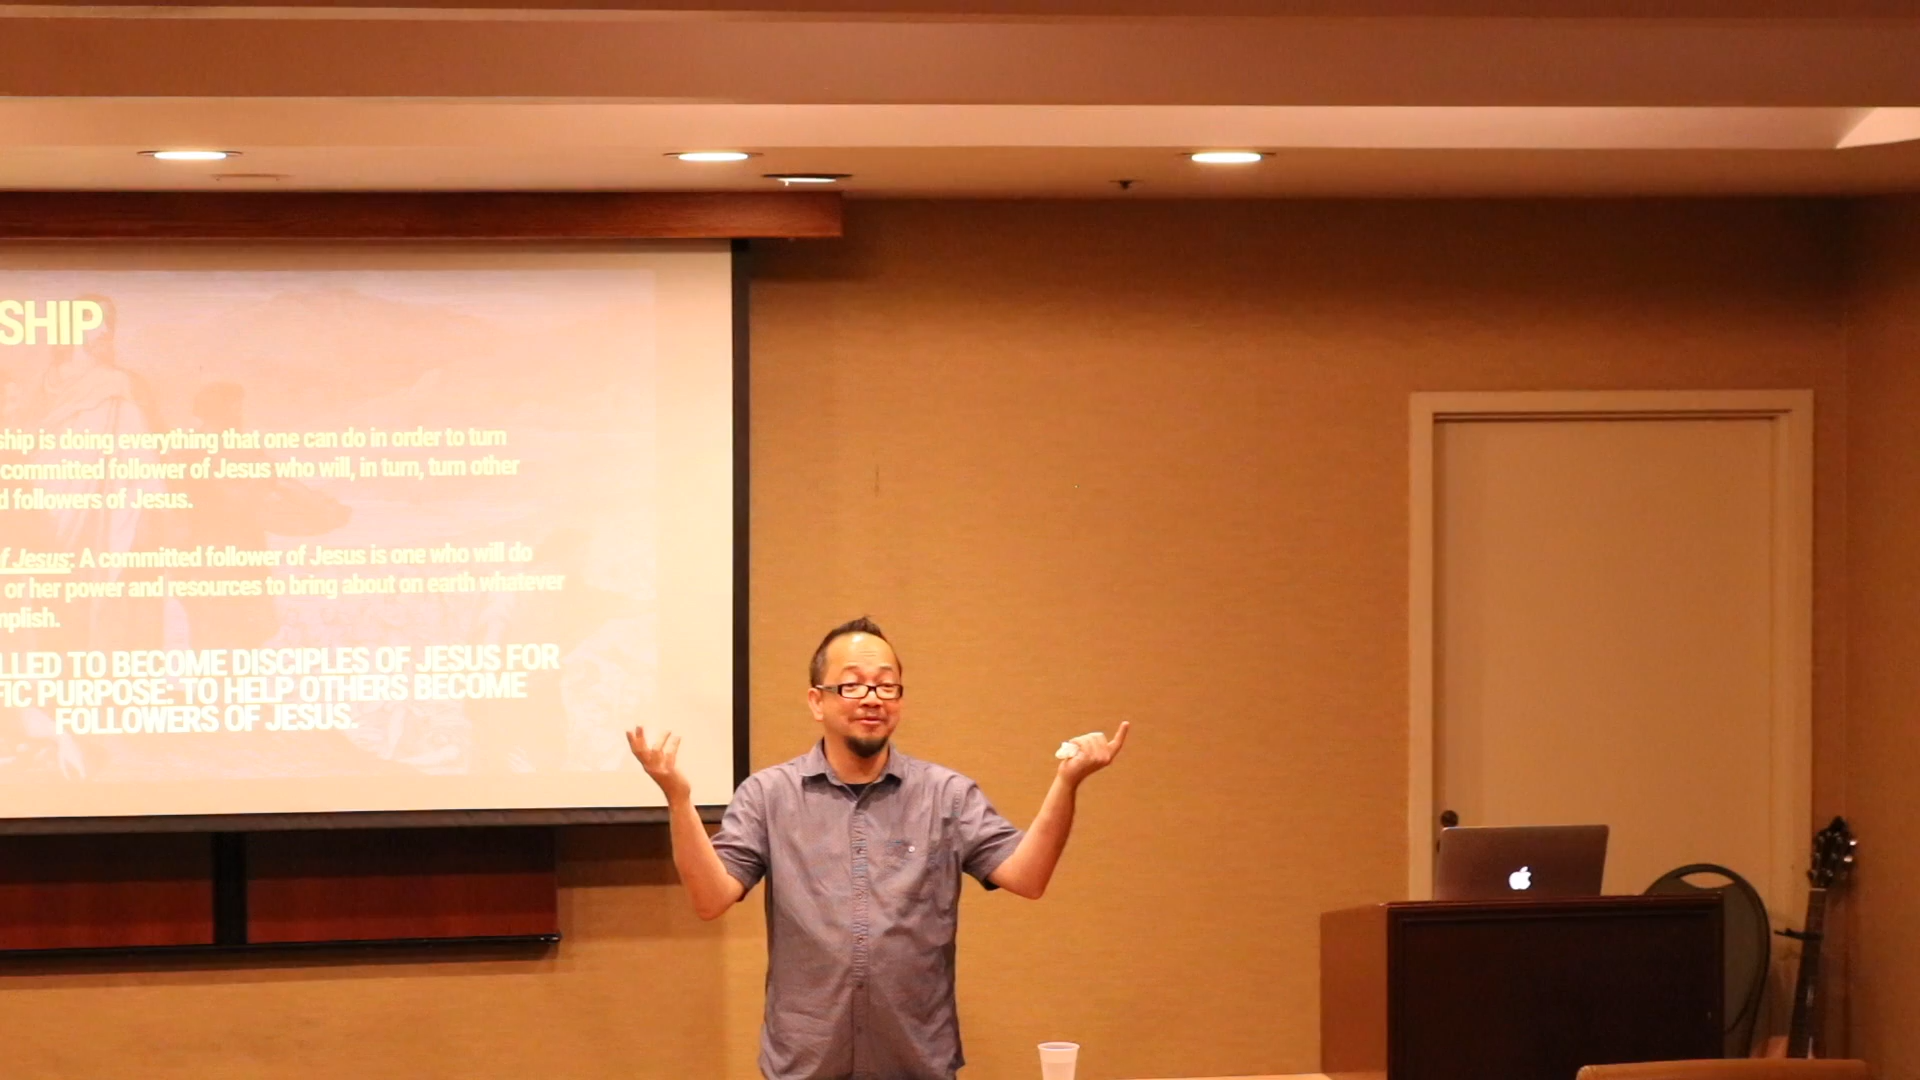 SHIP
ship is doing everything that one can do in order to turn
committed follower of Jesus who will, in turn, turn other
d followers of Jesus.
f Jesus: A committed follower of Jesus is one who will do
or her power and resources to bring about on earth whatever
mplish.
LLED TO BECOME DISCIPLES OF JESUS FOR
FIC PURPOSE: TO HELP OTHERS BECOME
FOLLOWERS OF JESUS.